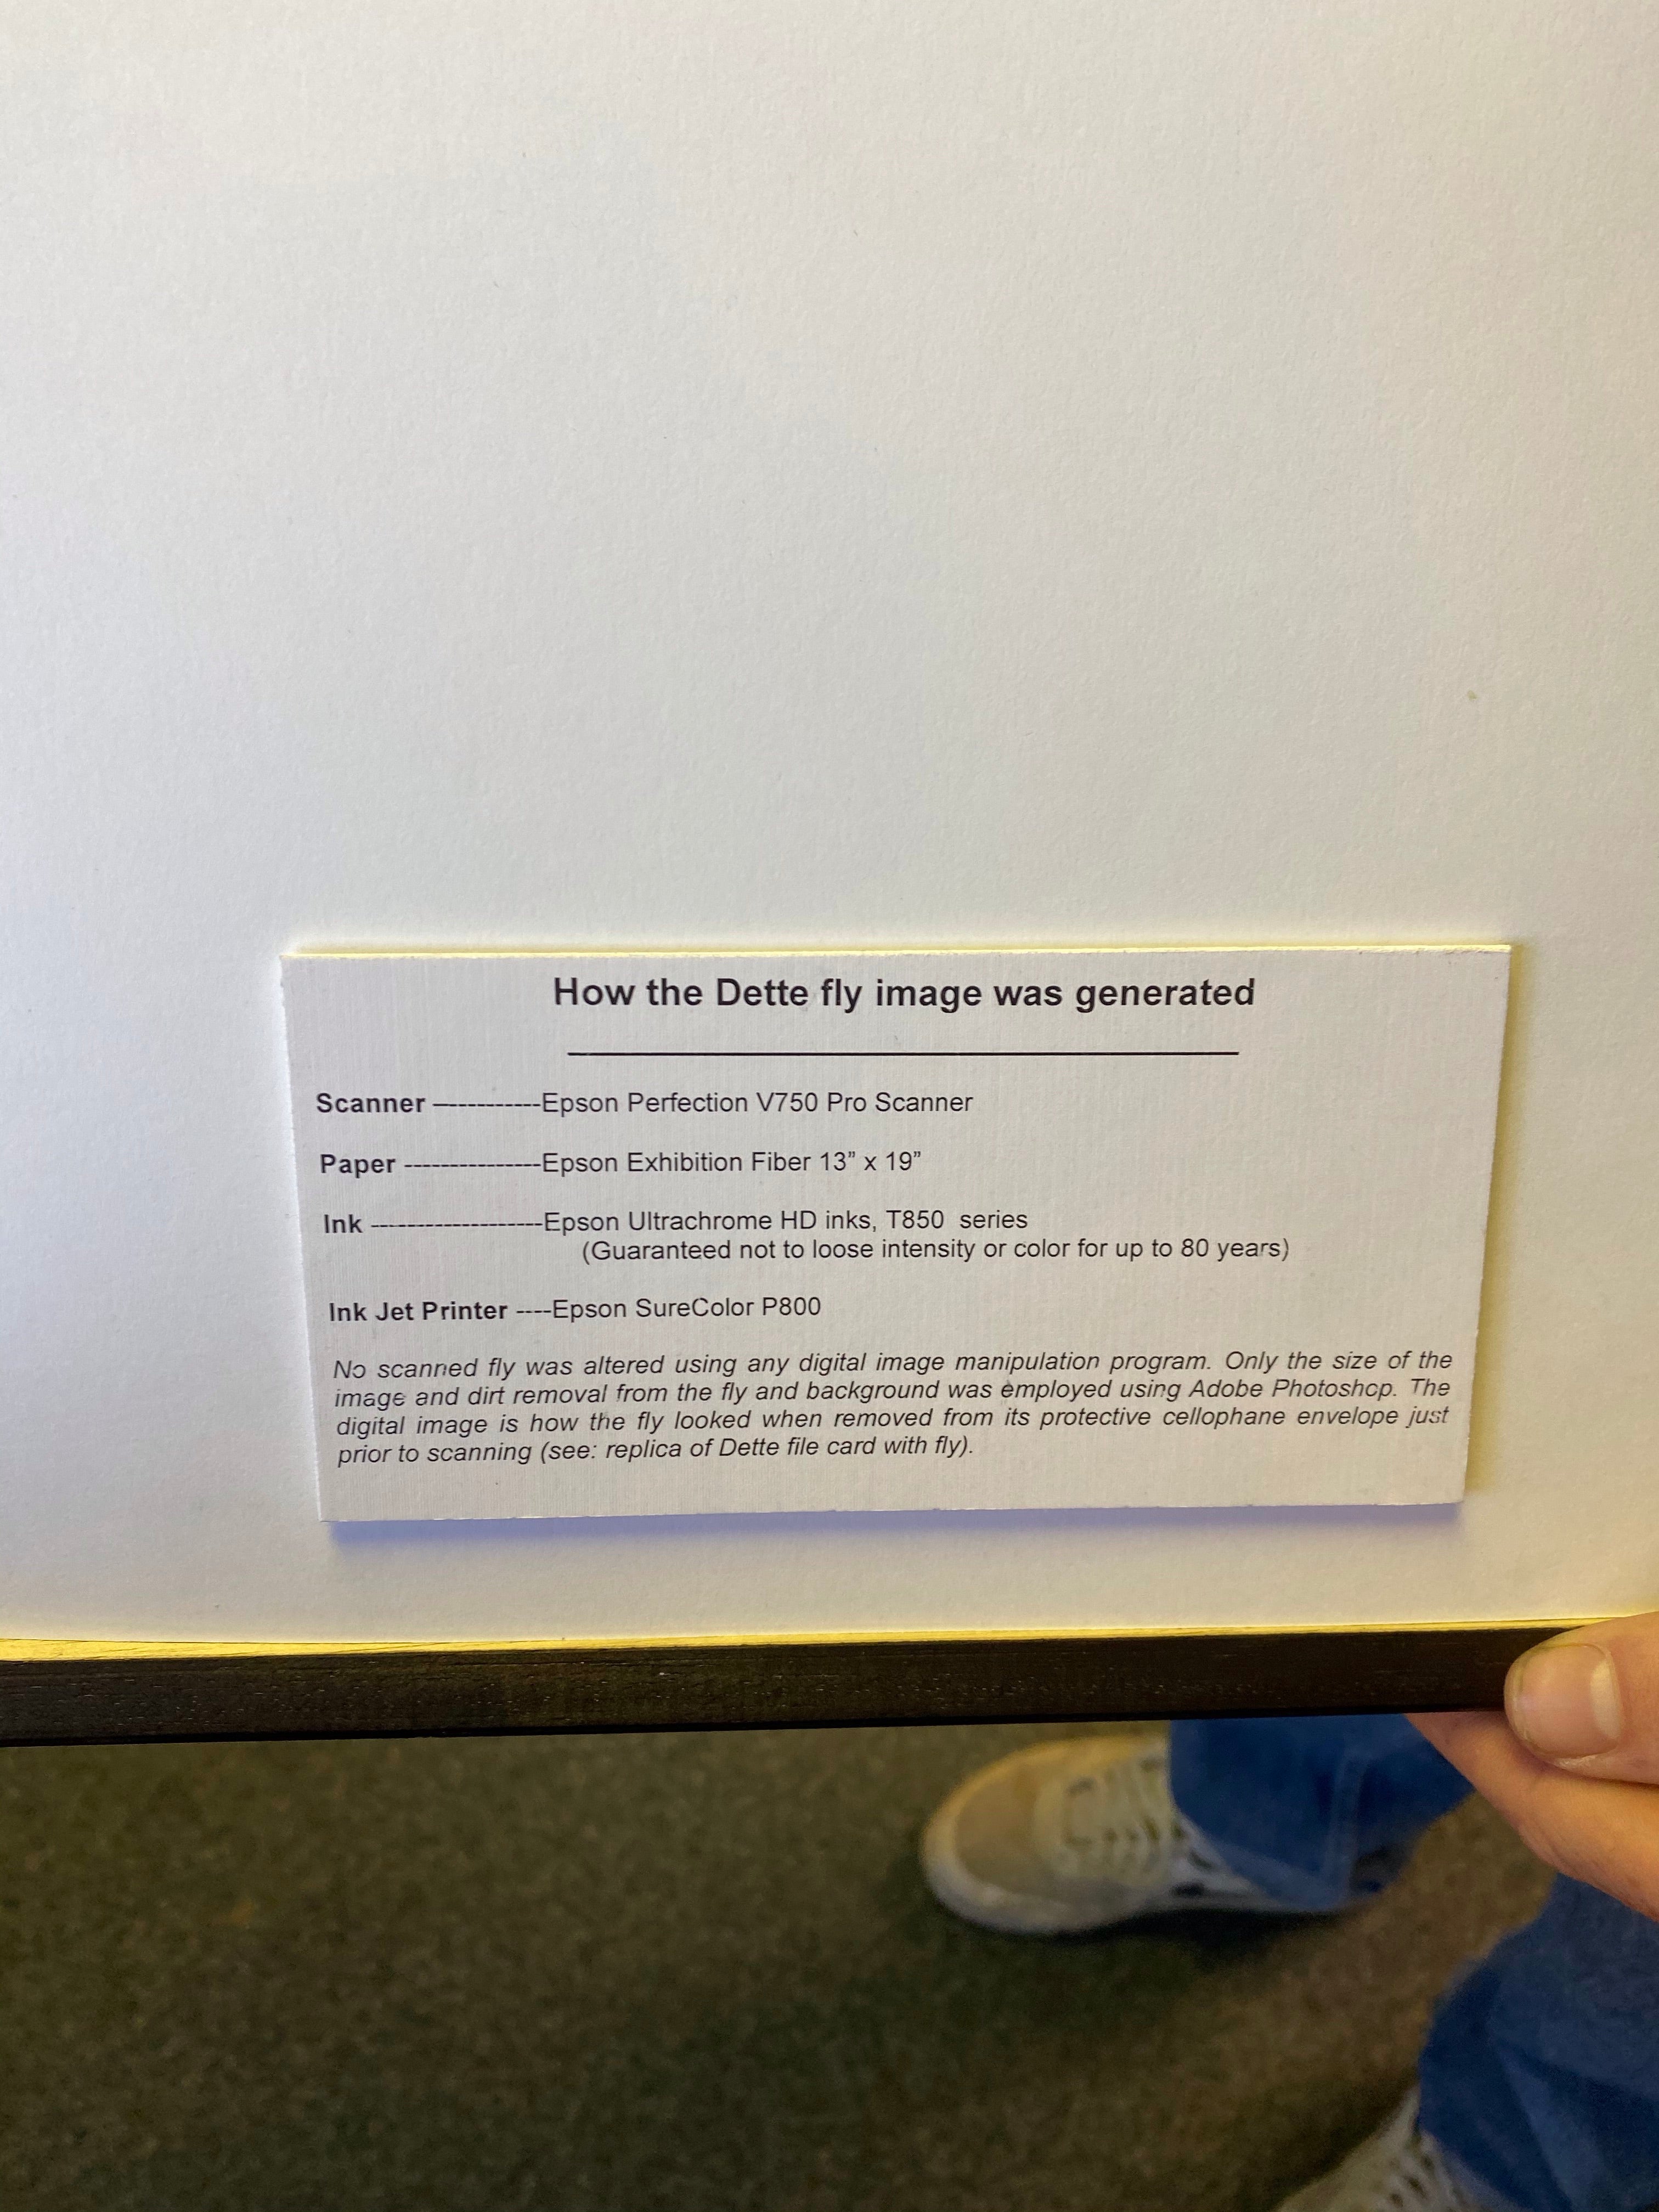 How the Dette fly image was generated
Scanner -----------Epson Perfection V750 Pro Scanner
Paper ---------------Epson Exhibition Fiber 13” x 19”
Ink -------------------Epson Ultrachrome HD inks, T850 series
(Guaranteed not to loose intensity or color for up to 80 years)
Ink Jet Printer ----Epson SureColor P800
No scanned fly was altered using any digital image manipulation program. Only the size of the
image and dirt removal from the fly and background was employed using Adobe Photoshop. The
digital image is how the fly looked when removed from its protective cellophane envelope just
prior to scanning (see: replica of Dette file card with fly).